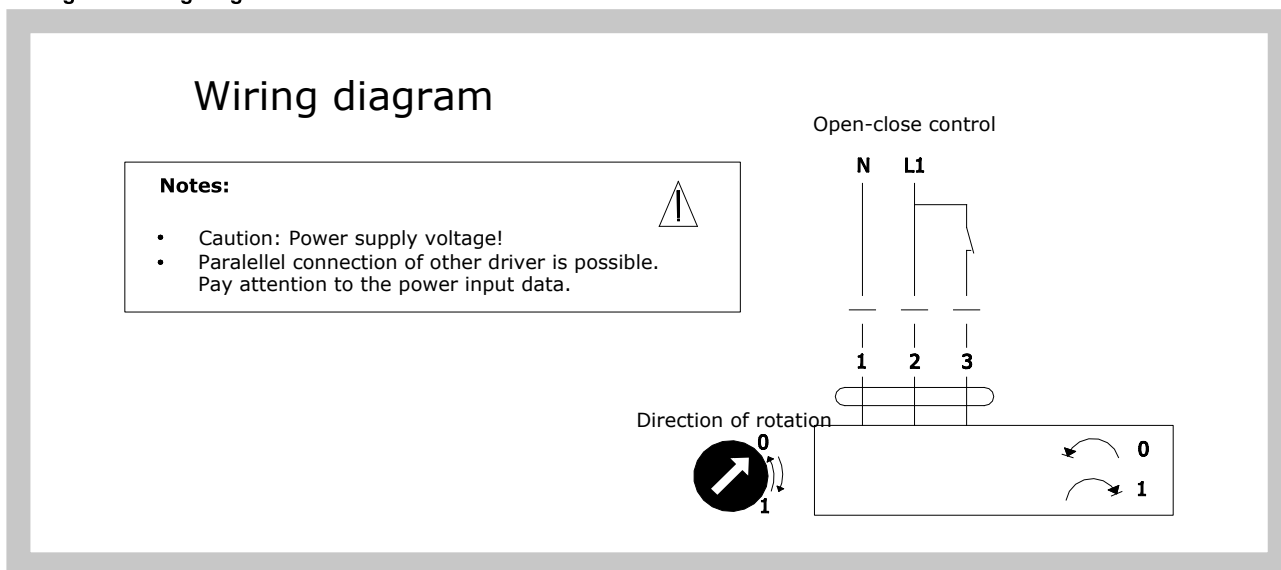 Wiring diagram
Open-close control
N L1
Notes:
• Caution: Power supply voltage!
• Paralellel connection of other driver is possible.
Pay attention to the power input data.
1 2 3
Direction of rotation
0
1
0
1